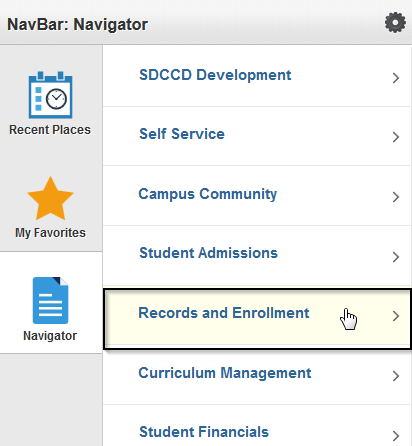 NavBar: Navigator
Recent Places
My Favorites
Navigator
SDCCD Development
Self Service
Campus Community
Student Admissions
Records and Enrollment
Curriculum Management
Student Financials